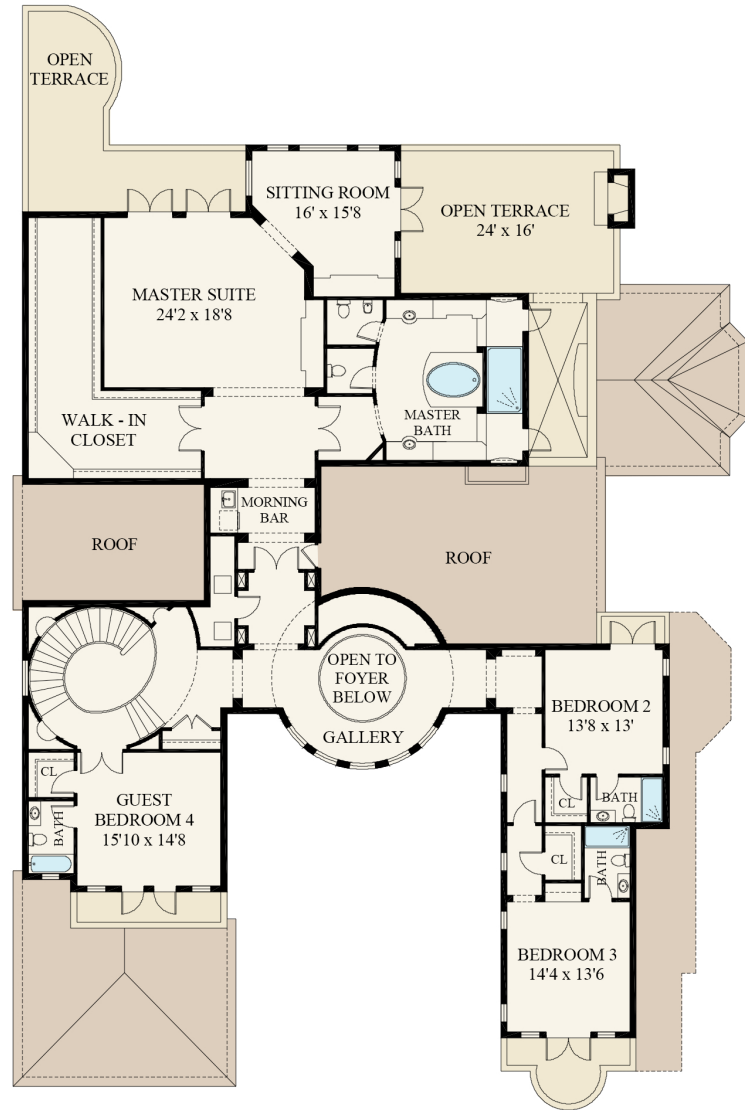 OPEN
TERRACE
SITTING ROOM
16' x 15'8
OPEN TERRACE
24' x 16'
MASTER SUITE
24'2 x 18'8
WALK - IN
CLOSET
MASTER
BATH
MORNING
BAR
ROOF
ROOF
OPEN TO
FOYER
BELOW
GALLERY
BEDROOM 2
13'8 x 13'
CL
BATH
CL
GUEST
BEDROOM 4
15'10 x 14'8
BATH
CL
BATH
BEDROOM 3
14'4 x 13'6